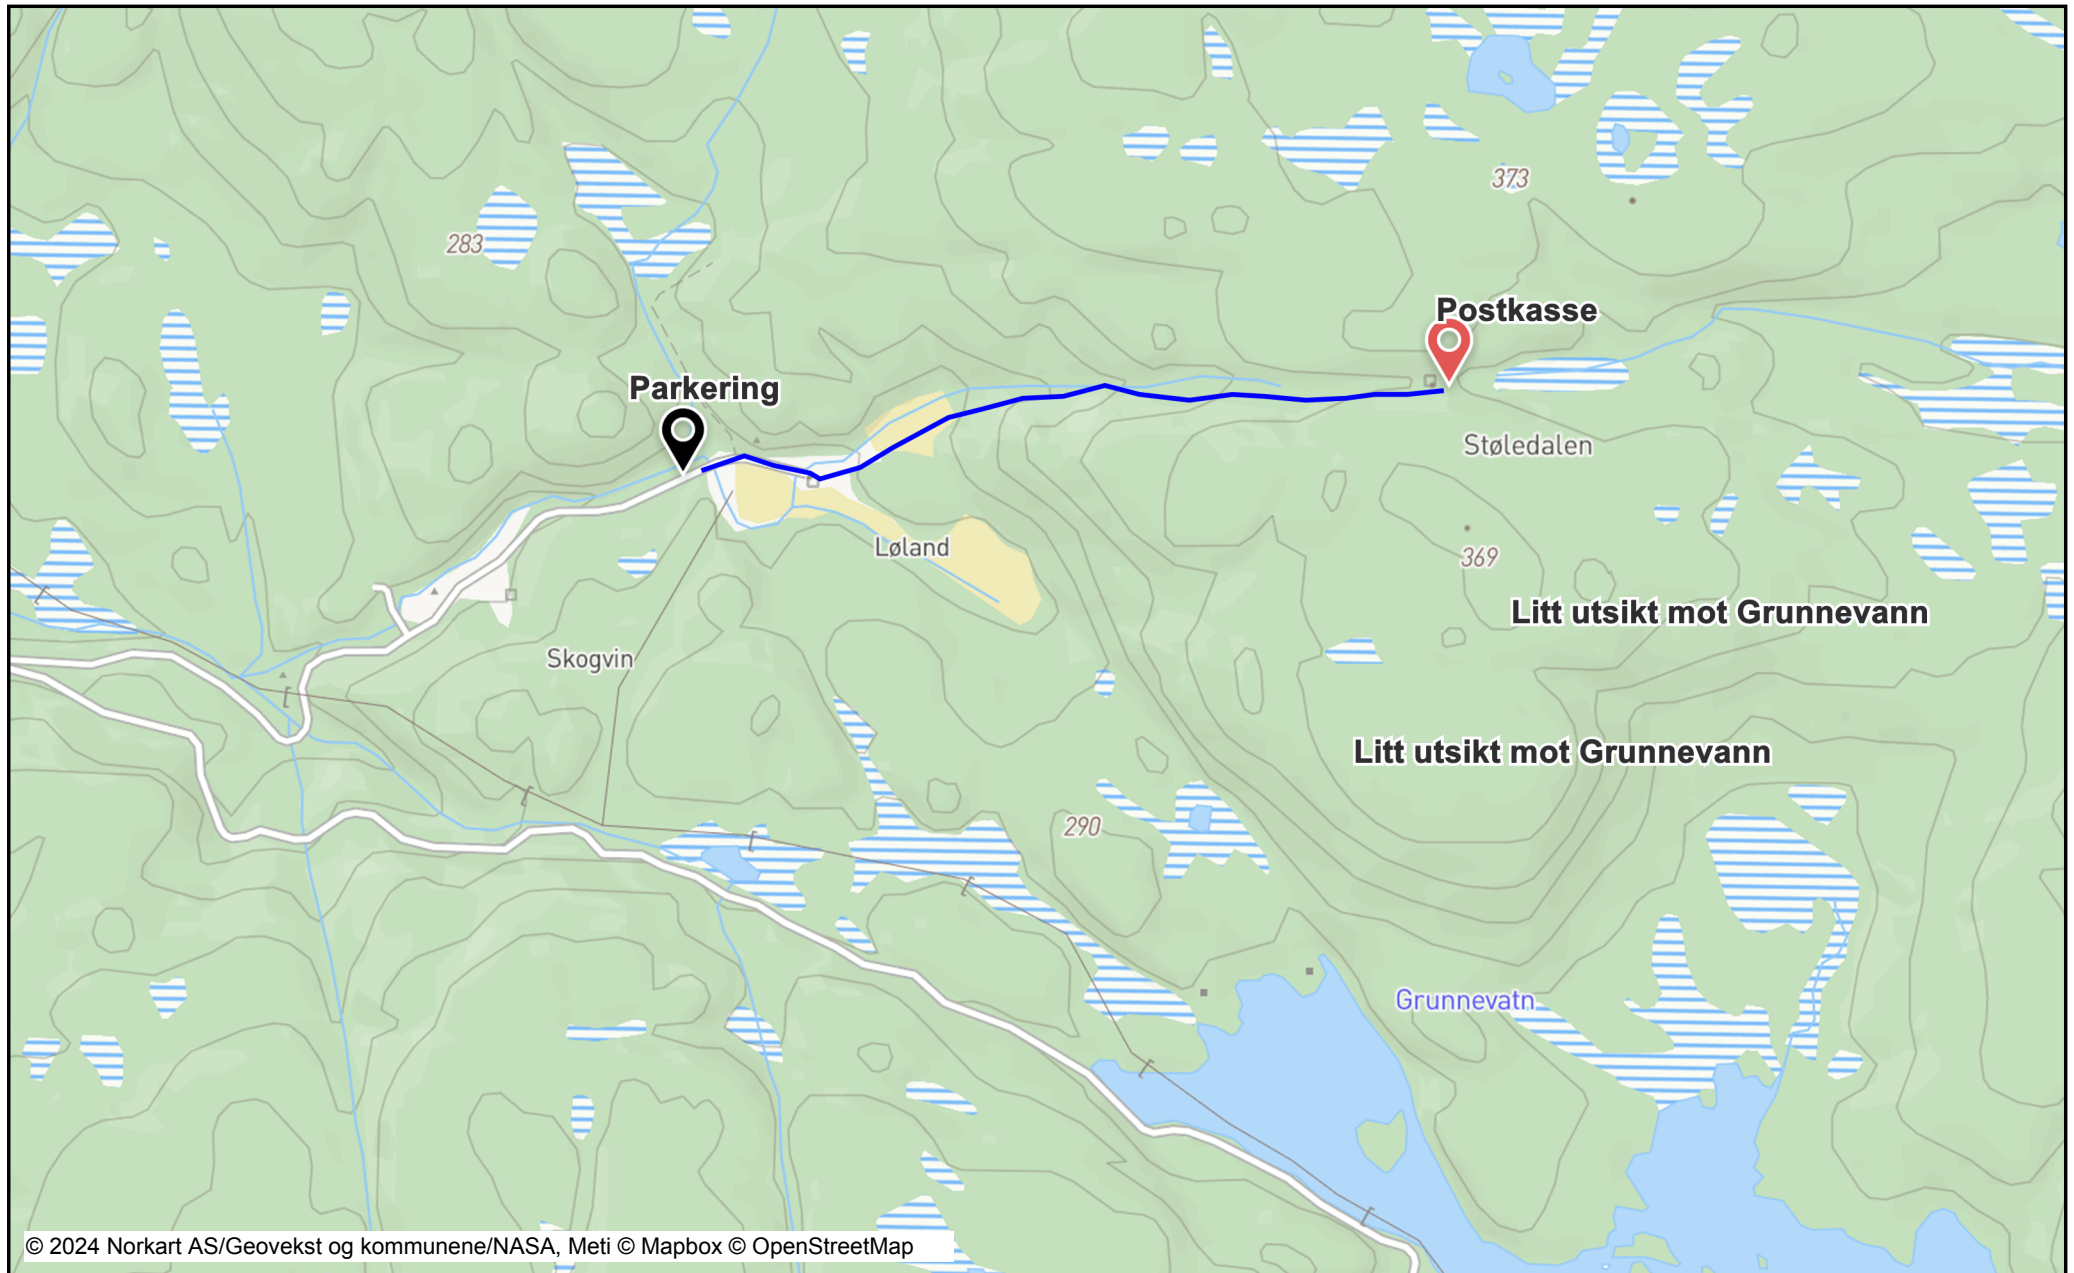 373
283
Postkasse
Parkering
Støledalen
Løland
369
Litt utsikt mot Grunnevann
Skogvin
Litt utsikt mot Grunnevann
290
Grunnevatn
© 2024 Norkart AS/Geovekst og kommunene/NASA, Meti © Mapbox © OpenStreetMap